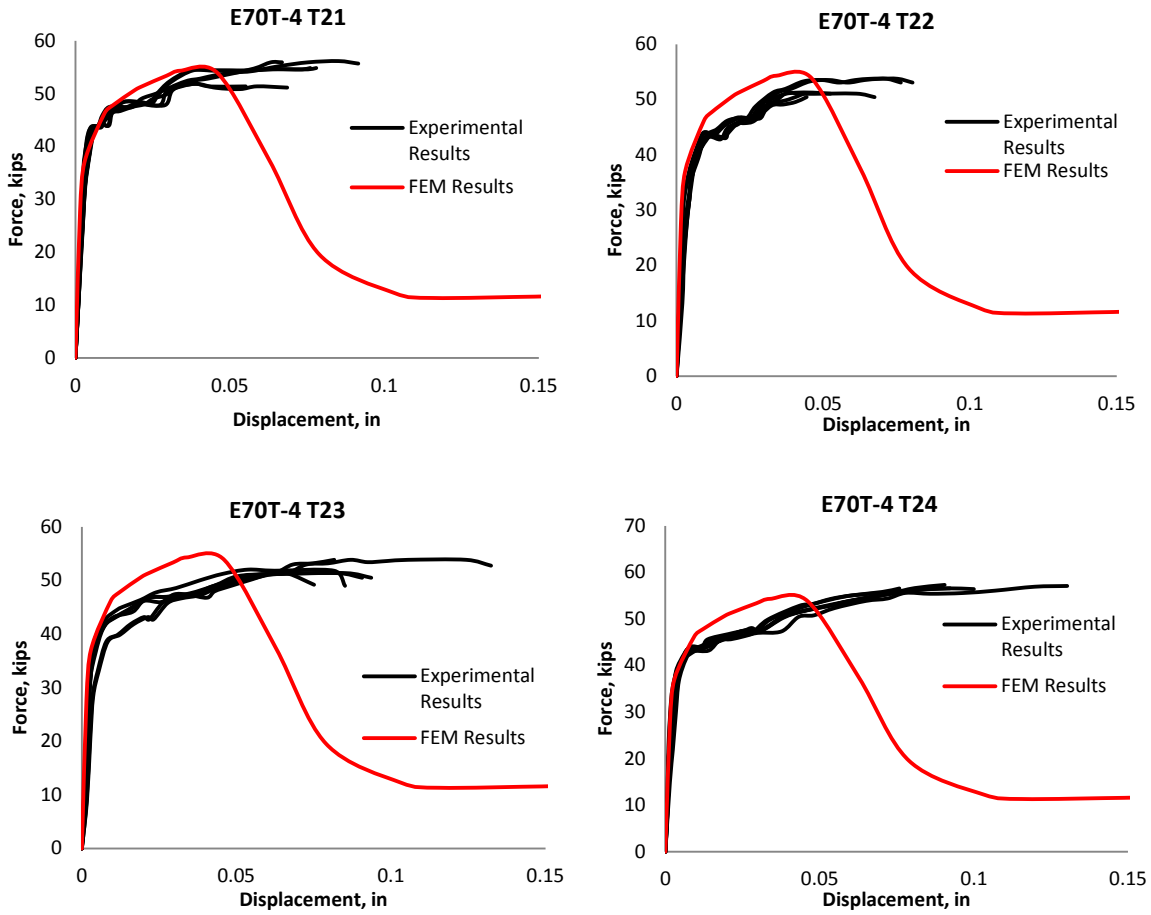 E70T-4 T21
60
50
40
30
20
10
0
Force, kips
Experimental
Results
FEM Results
0
0.05
0.1
0.15
Displacement, in
E70T-4 T22
60
50
40
30
20
10
0
Force, kips
Experimental
Results
FEM Results
0
0.05
0.1
0.15
Displacement, in
E70T-4 T23
60
50
40
30
20
10
0
Force, kips
Experimental
Results
FEM Results
0
0.05
0.1
0.15
Displacement, in
E70T-4 T24
70
60
50
40
30
20
10
0
Force, kips
Experimental
Results
FEM Results
0
0.05
0.1
0.15
Displacement, in